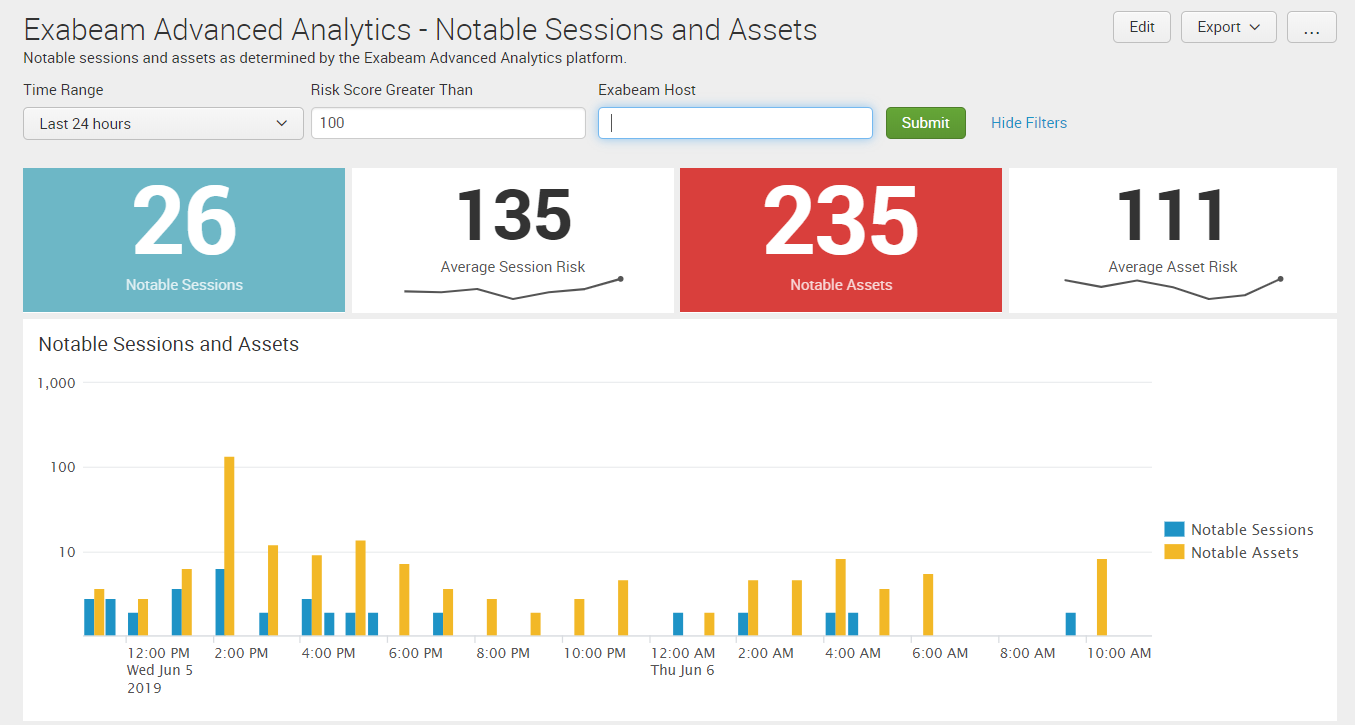 Exabeam Advanced Analytics - Notable Sessions and Assets
Edit
Export
...
Notable sessions and assets as determined by the Exabeam Advanced Analytics platform.
Time Range
Risk Score Greater Than
Exabeam Host
Last 24 hours
100
Submit
Hide Filters
26
Notable Sessions
135
Average Session Risk
235
Notable Assets
111
Average Asset Risk
Notable Sessions and Assets
1,000
100
10
Notable Sessions
Notable Assets
12:00 PM
Wed Jun 5
2019
2:00 PM
4:00 PM
6:00 PM
8:00 PM
10:00 PM
12:00 AM
Thu Jun 6
2:00 AM
4:00 AM
6:00 AM
8:00 AM
10:00 AM